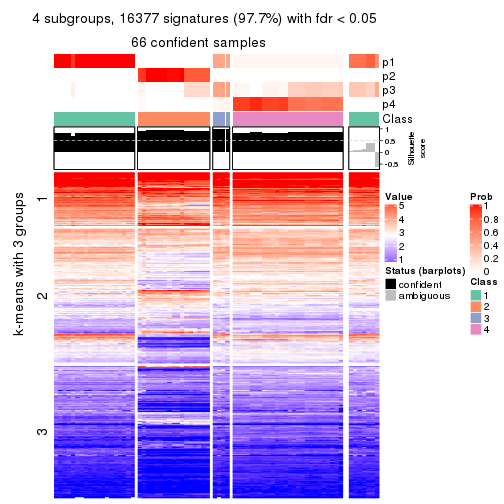 4 subgroups, 16377 signatures (97.7%) with fdr < 0.05
66 confident samples
p1
p2
p3
p4
Class
1
0.5
0
-0.5
Silhouette
score
k-means with 3 groups
1
2
3
Value
5
4
3
2
1
Status (barplots)
confident
ambiguous
Prob
1
0.8
0.6
0.4
0.2
0
Class
1
2
3
4